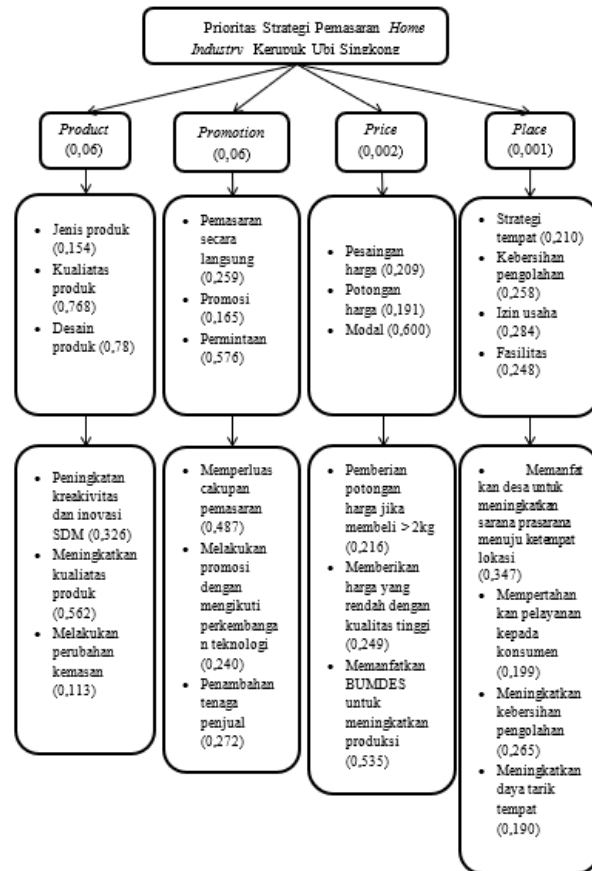 Prioritas Strategi Pemasaran Home
Industry Kerupuk Ubi Singkong
Product
(0,06)
Promotion
(0,06)
Price
(0,002)
Place
(0,001)
• Jenis produk
(0,154)
• Kualiatas
produk
(0,768)
• Desain
produk (0,78)
• Pemasaran
secara
langsung
(0,259)
• Promosi
(0,165)
• Permintaan
(0,576)
• Pesaingan
harga (0,209)
• Potongan
harga (0,191)
• Modal (0,600)
• Strategi
tempat (0,210)
• Kebersihan
pengolahan
(0,258)
• Izin usaha
(0,284)
• Fasilitas
(0,248)
• Peningkatan
kreakivitas
dan inovasi
SDM (0,326)
• Meningkatkan
kualiatas
produk
(0,562)
• Melakukan
perubahan
kemasan
(0,113)
• Memperluas
cakupan
pemasaran
(0,487)
• Melakukan
promosi
dengan
mengikuti
perkembanga
n teknologi
(0,240)
• Penambahan
tenaga
penjual
(0,272)
• Pemberian
potongan
harga jika
membeli > 2kg
(0,216)
• Memberikan
harga yang
rendah dengan
kualitas tinggi
(0,249)
• Memanfatkan
BUMDES
untuk
meningkatkan
produksi
(0,535)
• Memanfat
kan desa untuk
meningkatkan
sarana prasarana
menuju ketempat
lokasi
(0,347)
• Mempertahan
kan pelayanan
kepada
konsumen
(0,199)
• Meningkatkan
kebersihan
pengolahan
(0,265)
• Meningkatkan
daya tarik
tempat
(0,190)